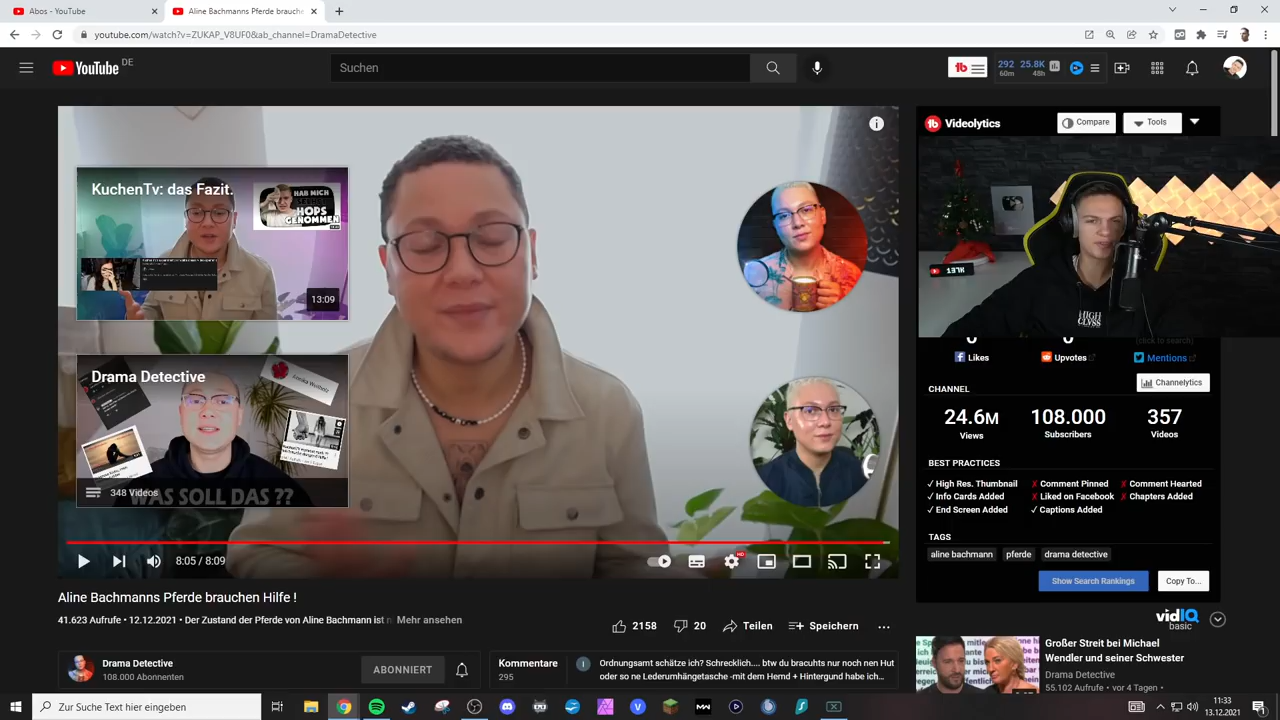 Abos - YouTube
Aline Bachmanns Pferde brauche
youtube.com/watch?v=ZUKAP_V8UF0&ab_channel=DramaDetective
YouTube DE
Suchen
292 25.8K
60m 48h
KuchenTv: das Fazit.
HAB MICH
HOPS
GENOMMEN
13:09
Drama Detective
WAS SOLL DAS ??
348 Videos
8:05 / 8:09
HD
Videolytics
Compare
Tools
137K
HIGH
CLVSS
(click to search)
Likes
Upvotes
Mentions
CHANNEL
Channelytics
24.6M 108.000 357
Views Subscribers Videos
BEST PRACTICES
✓ High Res. Thumbnail ✗ Comment Pinned ✗ Comment Hearted
✓ Info Cards Added ✗ Liked on Facebook ✗ Chapters Added
✓ End Screen Added ✓ Captions Added
TAGS
aline bachmann pferde drama detective
Show Search Rankings Copy To...
vidIQ
basic
Aline Bachmanns Pferde brauchen Hilfe !
41.623 Aufrufe • 12.12.2021 • Der Zustand der Pferde von Aline Bachmann ist Mehr ansehen
2158 20 Teilen Speichern
Drama Detective
108.000 Abonnenten
ABONNIERT
Kommentare
295
Ordnungsamt schätze ich? Schrecklich.... btw du brauchts nur noch nen Hut
oder so ne Lederumhängetasche -mit dem Hemd + Hintergrund habe ich…
Großer Streit bei Michael
Wendler und seiner Schwester
Drama Detective
55.102 Aufrufe • vor 4 Tagen •
Zur Suche Text hier eingeben
11:33
13.12.2021